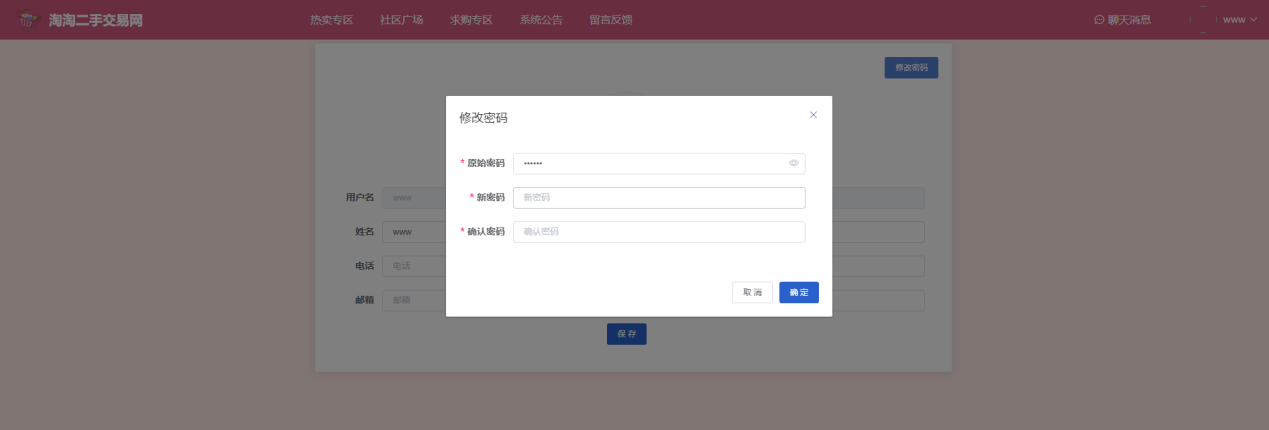 淘淘二手交易网 热卖专区 社区广场 求购专区 系统公告 留言反馈 聊天消息 www
修改密码
修改密码
* 原始密码 ••••••
* 新密码 新密码
* 确认密码 确认密码
取消 确定
用户名 www
姓名 www
电话 电话
邮箱 邮箱
保存